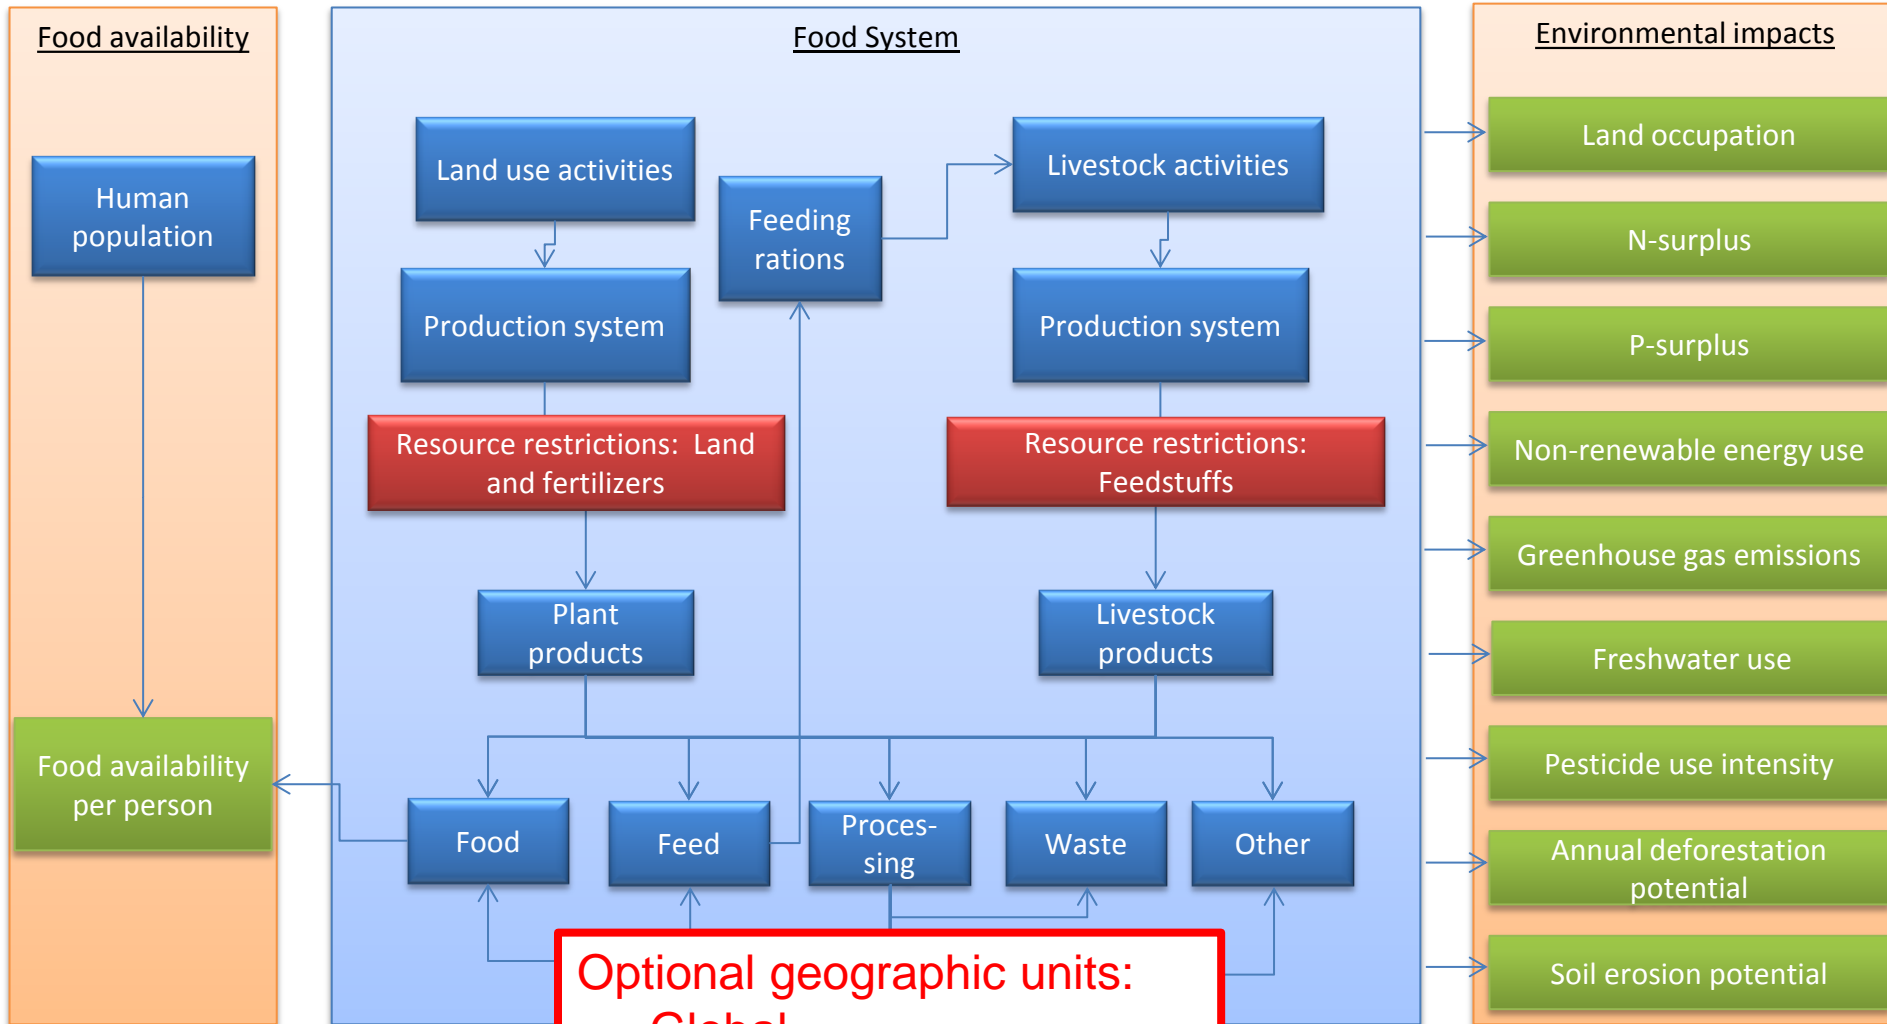 Food availability
Human
population
Food availability
per person
Food System
Land use activities
Production system
Resource restrictions: Land
and fertilizers
Plant
products
Feeding
rations
Livestock activities
Production system
Resource restrictions:
Feedstuffs
Livestock
products
Food
Feed
Proces-
sing
Waste
Other
Optional geographic units:
Global
Environmental impacts
Land occupation
N-surplus
P-surplus
Non-renewable energy use
Greenhouse gas emissions
Freshwater use
Pesticide use intensity
Annual deforestation
potential
Soil erosion potential